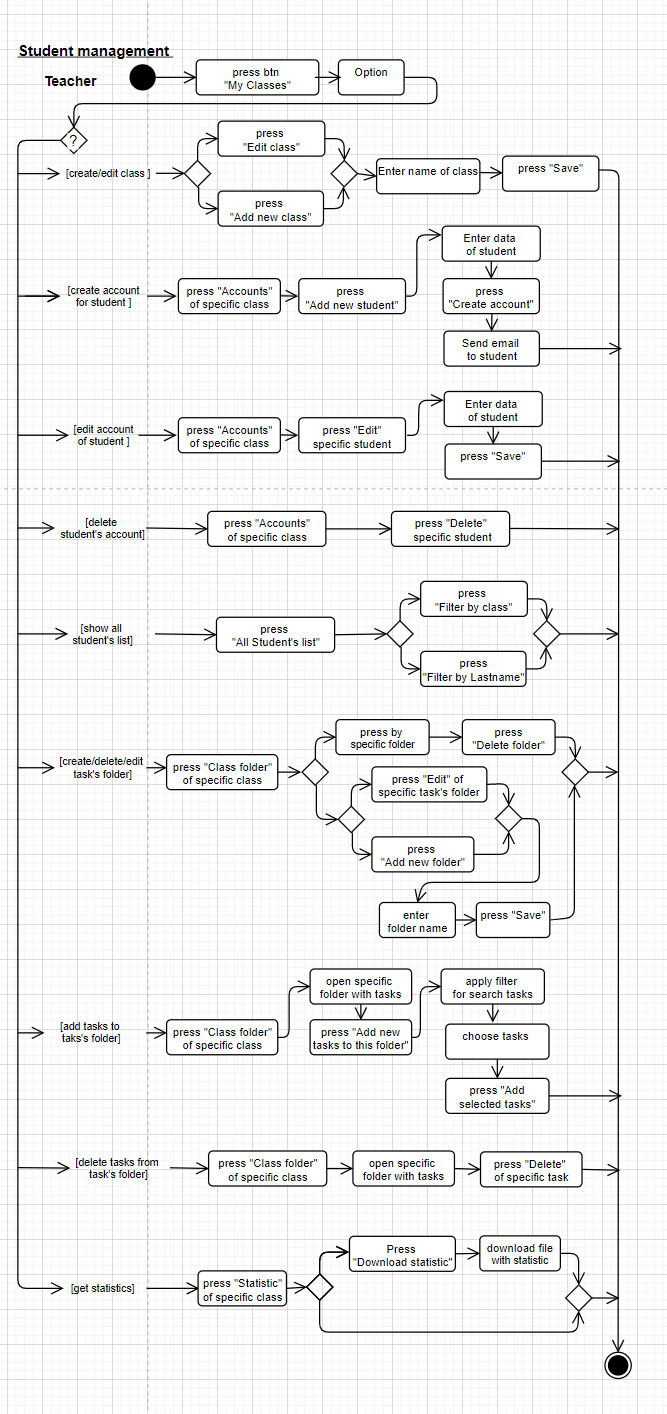 Student management
Teacher
press btn
"My Classes"
Option
?
[create/edit class ]
press
"Edit class"
press
"Add new class"
Enter name of class
press "Save"
[create account
for student ]
press "Accounts"
of specific class
press
"Add new student"
Enter data
of student
press
"Create account"
Send email
to student
[edit account
of student ]
press "Accounts"
of specific class
press "Edit"
specific student
Enter data
of student
press "Save"
[delete
student's account]
press "Accounts"
of specific class
press "Delete"
specific student
[show all
student's list]
press
"All Student's list"
press
"Filter by class"
press
"Filter by Lastname"
[create/delete/edit
task's folder]
press "Class folder"
of specific class
press by
specific folder
press
"Delete folder"
press "Edit" of
specific task's folder
press
"Add new folder"
enter
folder name
press "Save"
[add tasks to
taks's folder]
press "Class folder"
of specific class
open specific
folder with tasks
press "Add new
tasks to this folder"
apply filter
for search tasks
choose tasks
press "Add
selected tasks"
[delete tasks from
task's folder]
press "Class folder"
of specific class
open specific
folder with tasks
press "Delete"
of specific task
[get statistics]
press "Statistic"
of specific class
Press
"Download statistic"
download file
with statistic